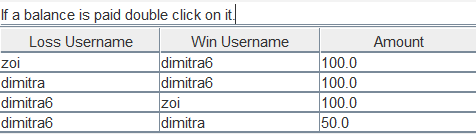 If a balance is paid double click on it.
Loss Username Win Username Amount
zoi dimitra6 100.0
dimitra dimitra6 100.0
dimitra6 zoi 100.0
dimitra6 dimitra 50.0